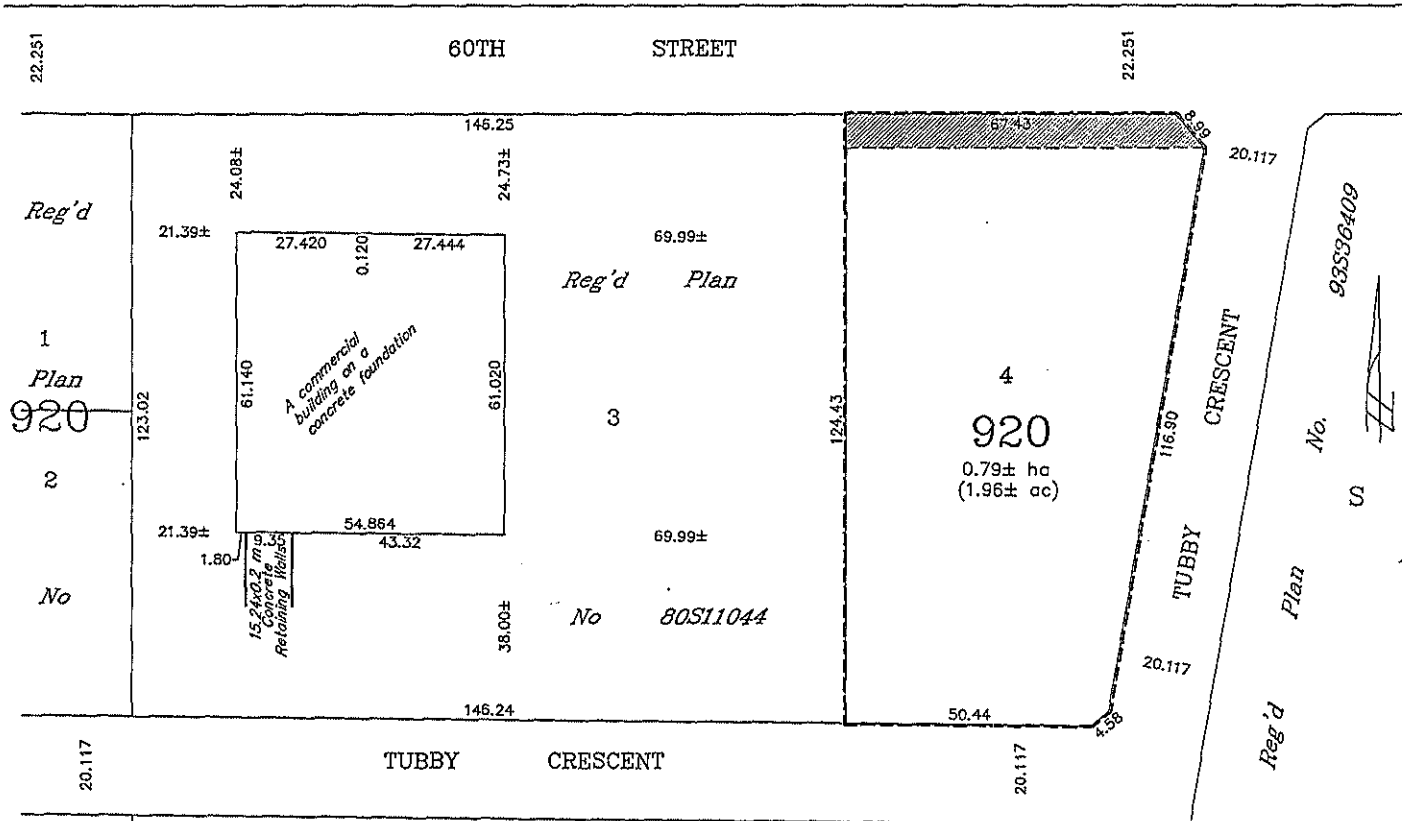 60TH STREET
22.251
22.251
146.25
67.43
8.99
20.117
24.08±
24.73±
Reg'd
21.39±
27.420
0.120
27.444
69.99±
Reg'd Plan
93S36409
1
Plan
920
2
No
123.02
61.140
A commercial
building on a
concrete foundation
61.020
3
124.43
4
920
0.79± ha
(1.96± ac)
116.90
TUBBY CRESCENT
No.
S
Plan
Reg'd
21.39±
54.864
9.35
43.32
69.99±
1.80
15.24x0.2 m
Concrete
Retaining Walls
38.00±
No 80S11044
20.117
146.24
50.44
4.58
20.117
TUBBY CRESCENT
20.117